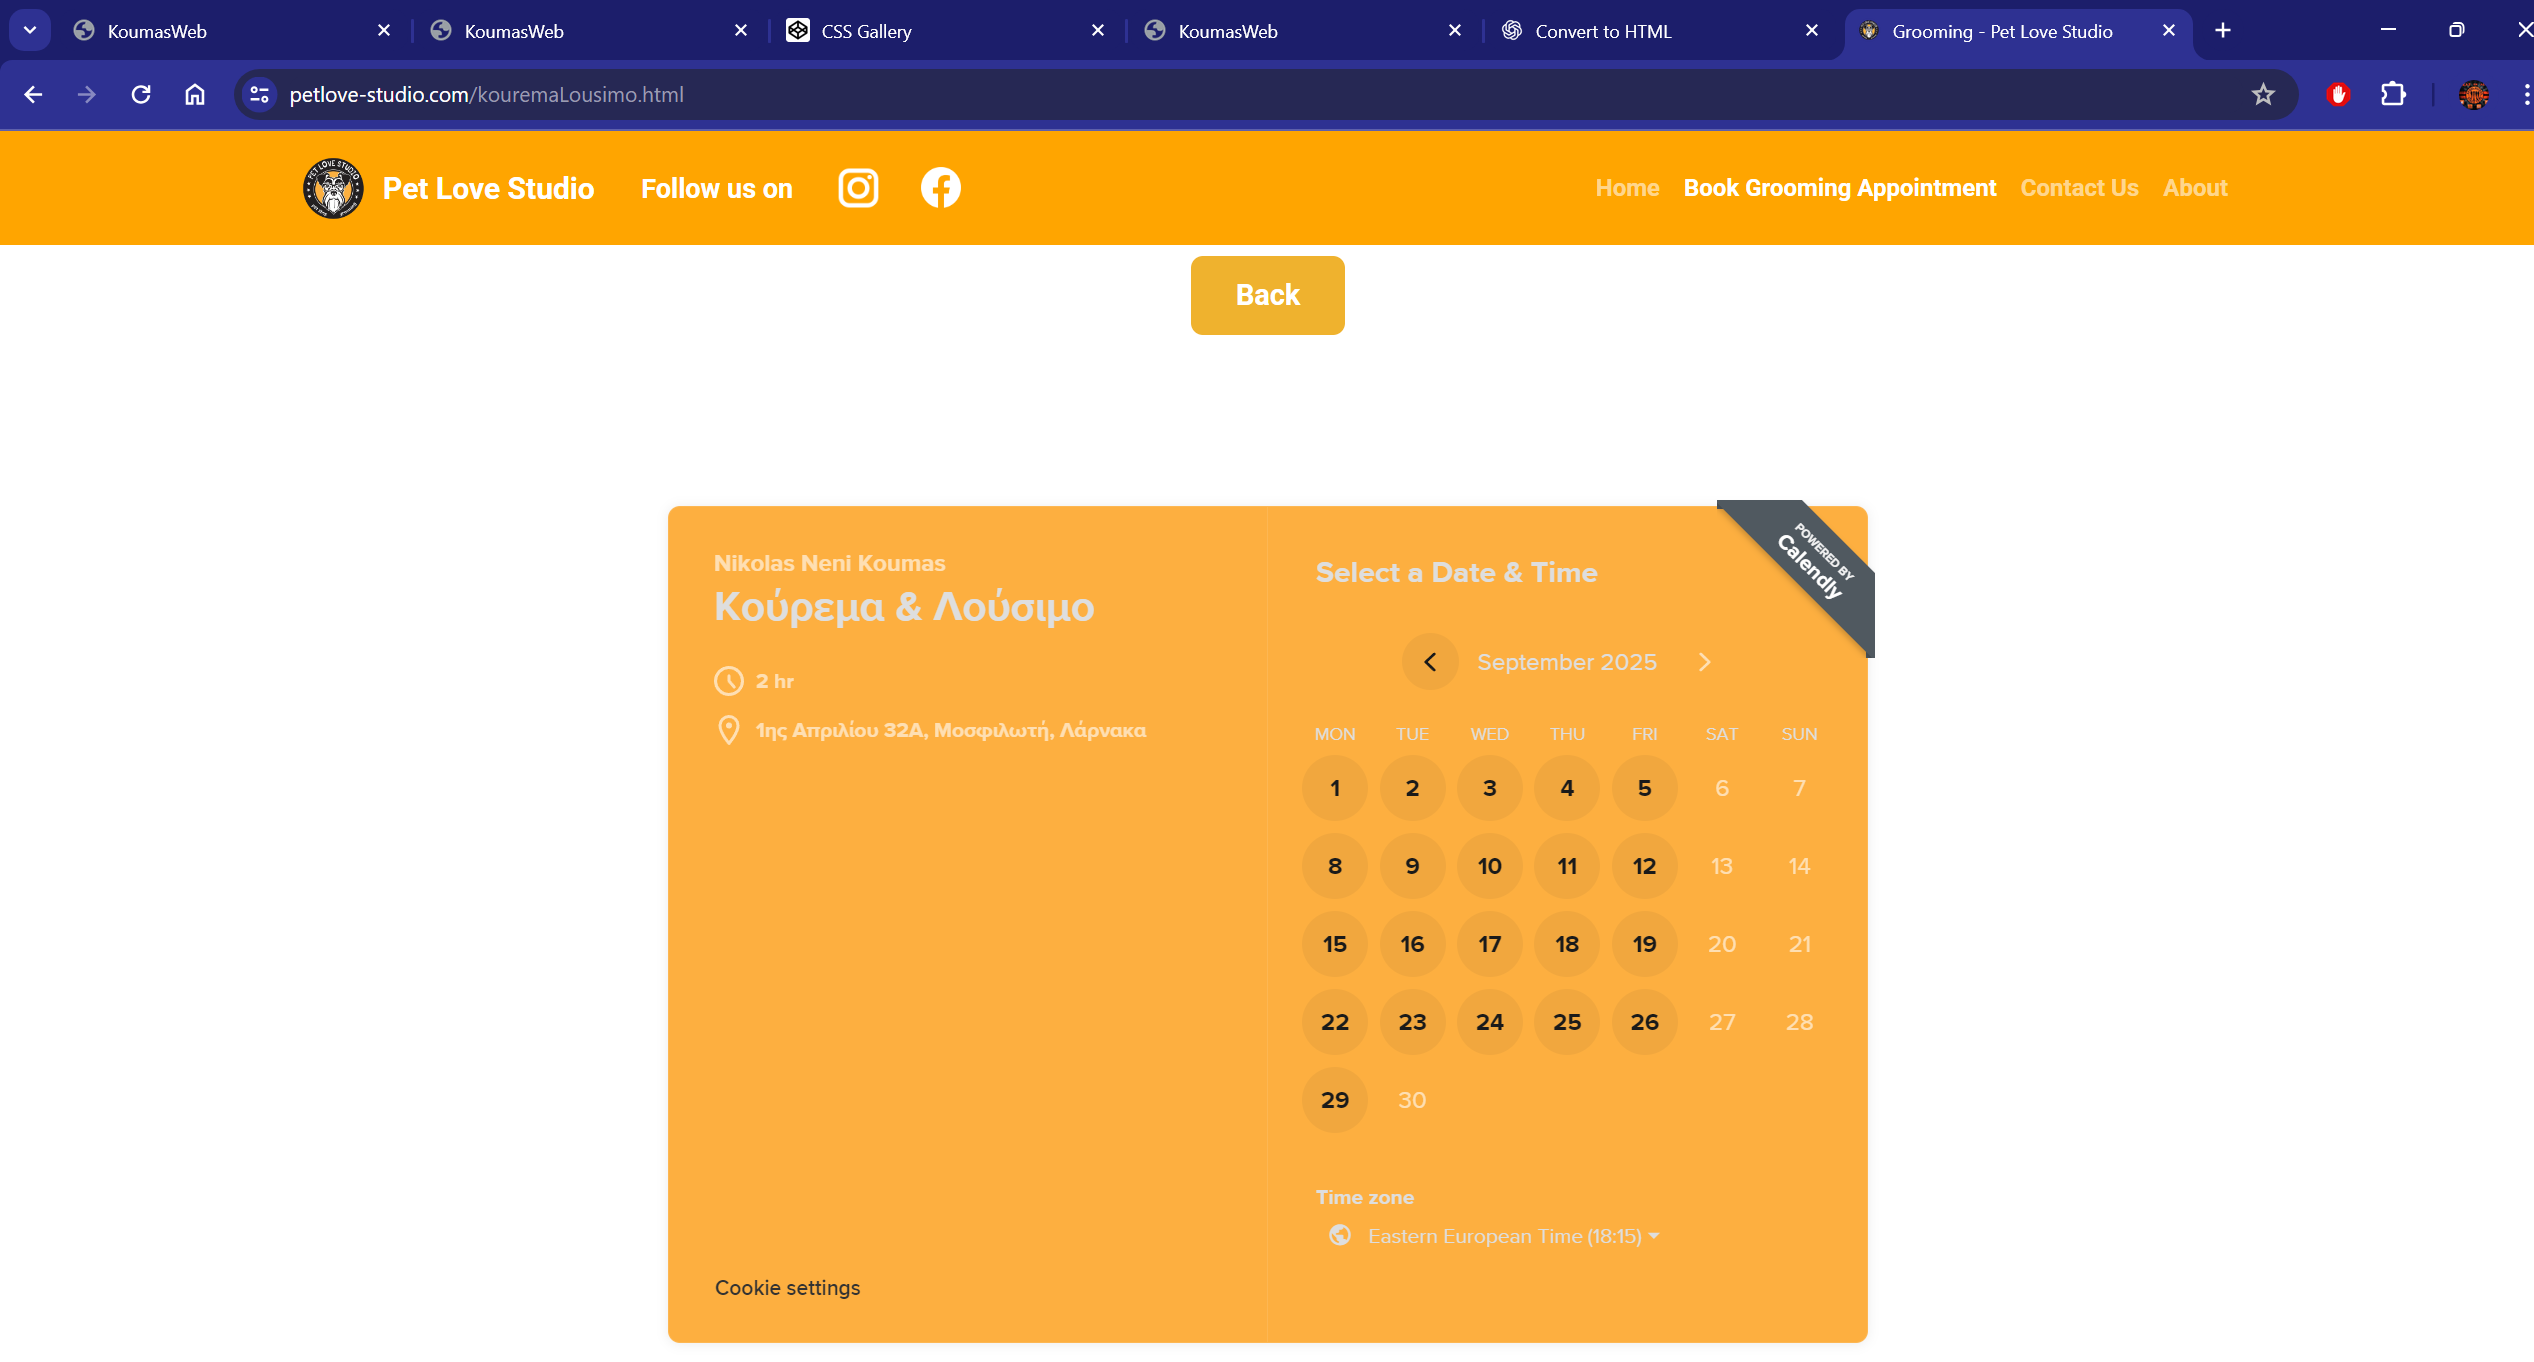 KoumasWeb
KoumasWeb
CSS Gallery
KoumasWeb
Convert to HTML
Grooming - Pet Love Studio
petlove-studio.com/kouremaLousimo.html
PET LOVE STUDIO
Pet Love Studio
Follow us on
Home
Book Grooming Appointment
Contact Us
About
Back
POWERED BY
Calendly
Nikolas Neni Koumas
Κούρεμα & Λούσιμο
2 hr
1ης Απριλίου 32Α, Μοσφιλωτή, Λάρνακα
Cookie settings
Select a Date & Time
September 2025
MON TUE WED THU FRI SAT SUN
1 2 3 4 5 6 7
8 9 10 11 12 13 14
15 16 17 18 19 20 21
22 23 24 25 26 27 28
29 30
Time zone
Eastern European Time (18:15)